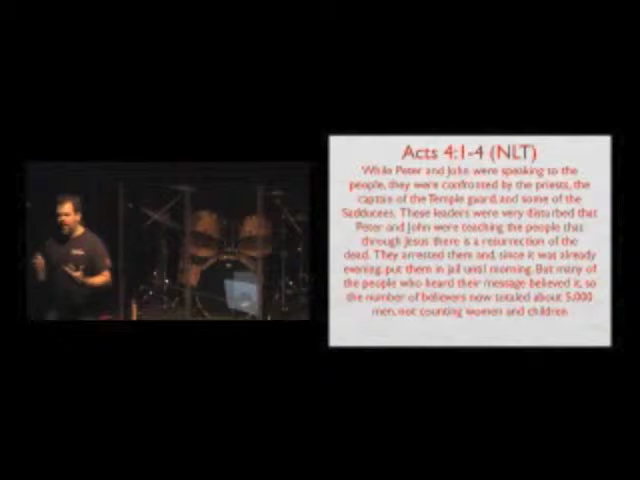 Acts 4:1-4 (NLT)
While Peter and John were speaking to the
people, they were confronted by the priests, the
captain of the Temple guard, and some of the
Sadducees. These leaders were very disturbed that
Peter and John were teaching the people that
through Jesus there is a resurrection of the
dead. They arrested them and, since it was already
evening, put them in jail until morning. But many of
the people who heard their message believed it, so
the number of believers now totaled about 5,000
men, not counting women and children.